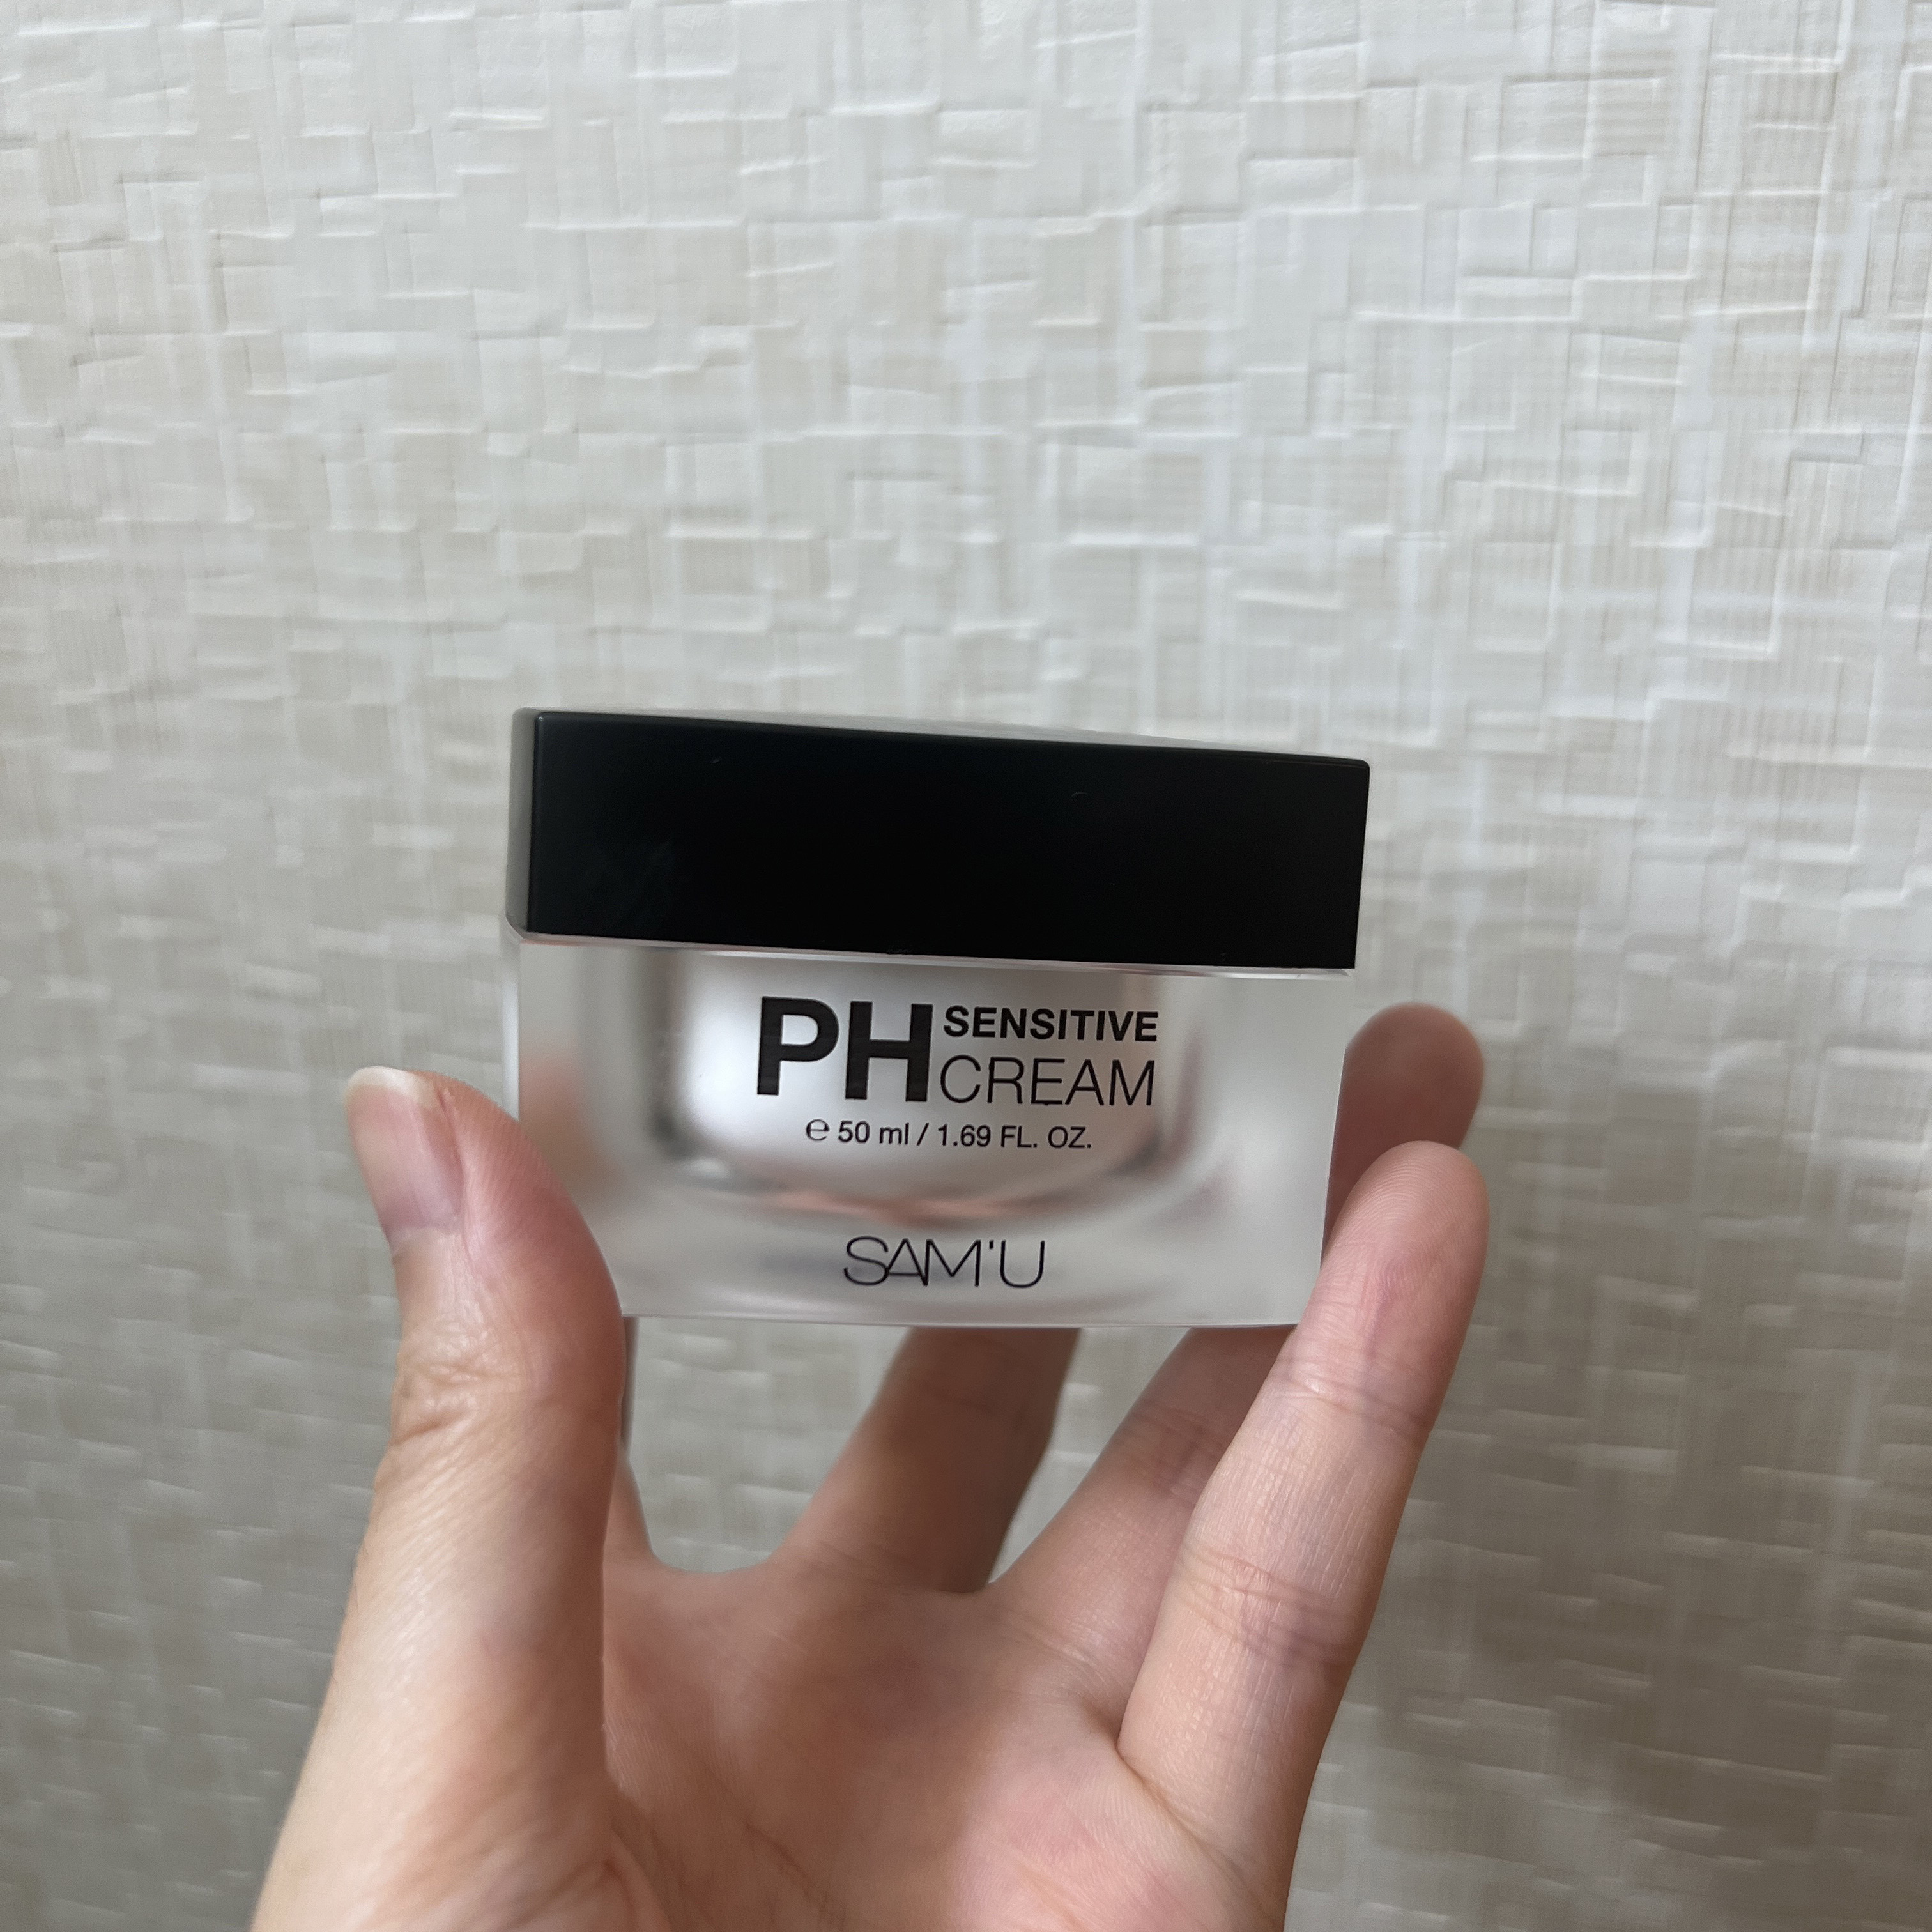 PH SENSITIVE
CREAM
℮ 50 ml / 1.69 FL. OZ.
SAM'U